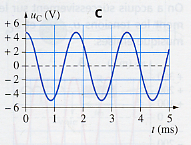 u_C (V) C
+ 6
+ 4
+ 2
0
− 2
− 4
− 6
0 1 2 3 4 5
t (ms)